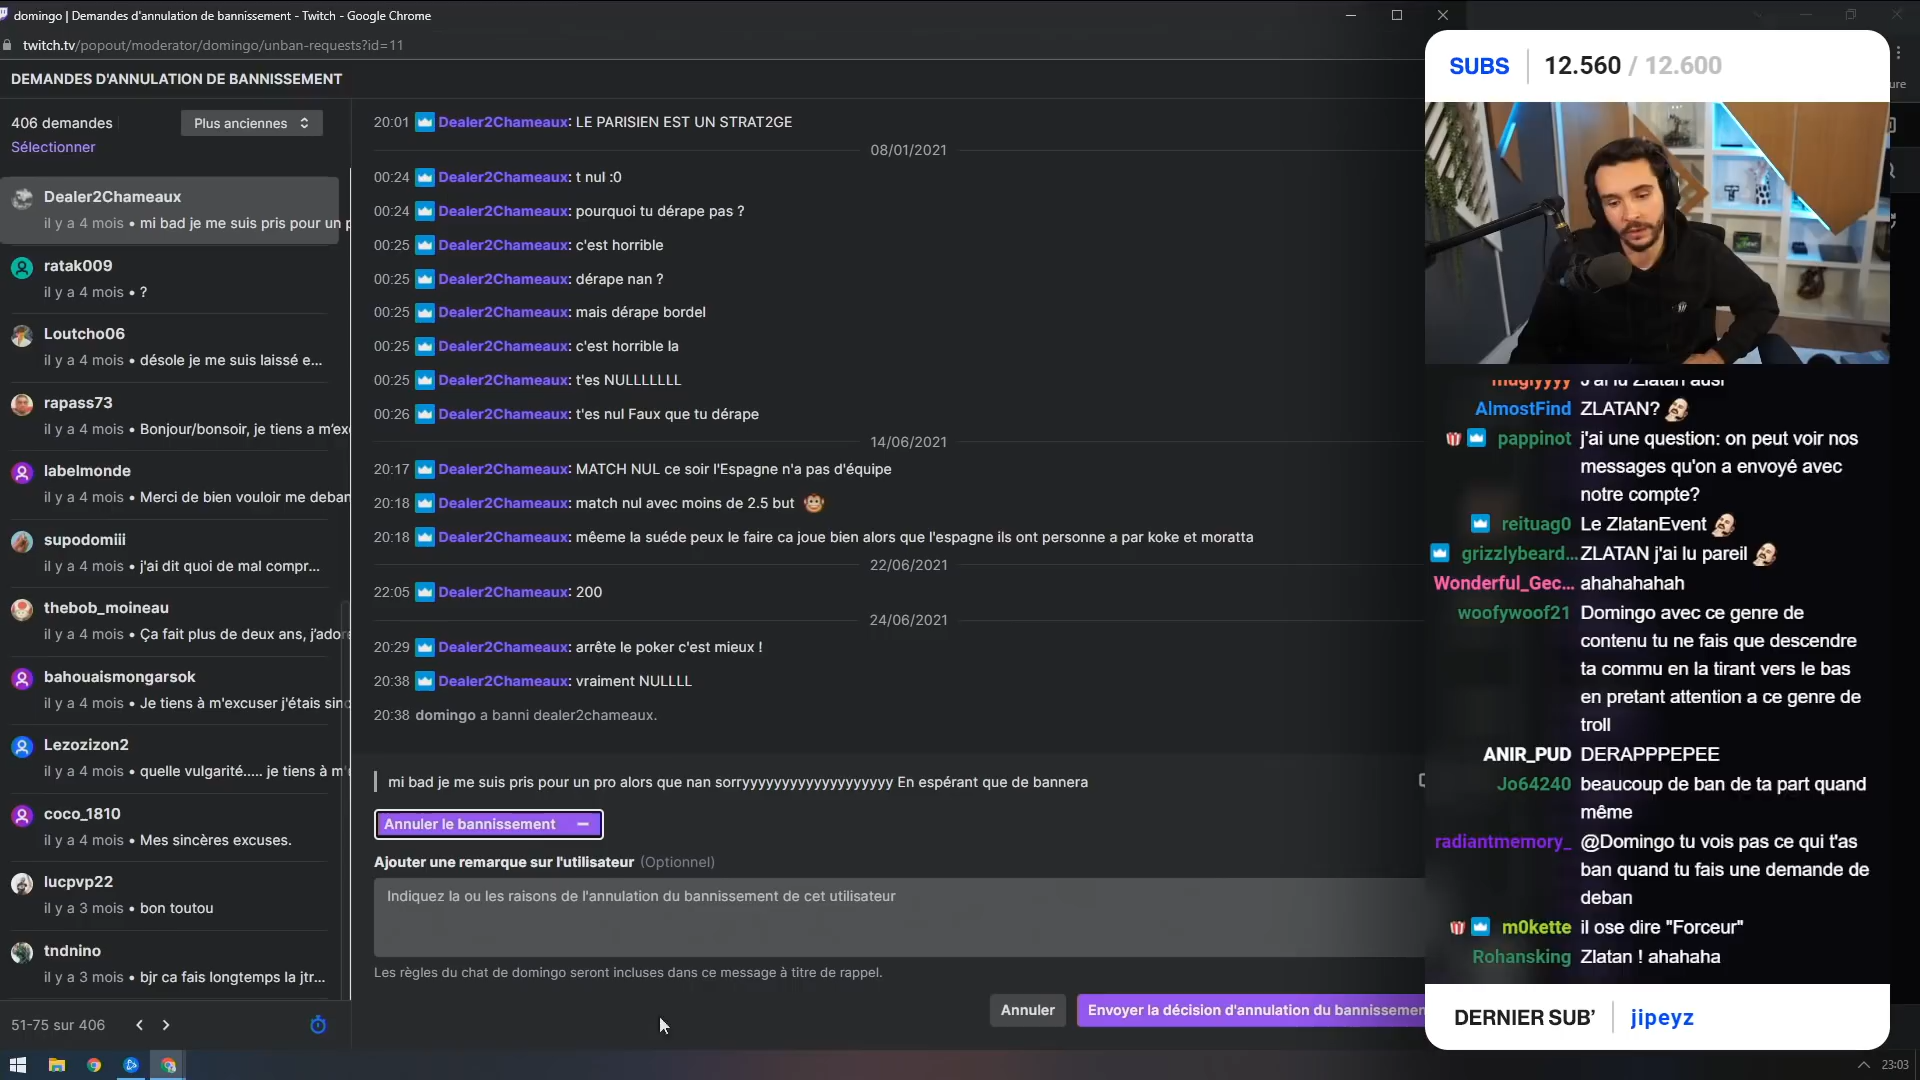 domingo | Demandes d'annulation de bannissement - Twitch - Google Chrome
twitch.tv/popout/moderator/domingo/unban-requests?id=11
DEMANDES D'ANNULATION DE BANNISSEMENT
406 demandes
Plus anciennes
Sélectionner
Dealer2Chameaux
il y a 4 mois • mi bad je me suis pris pour un p
ratak009
il y a 4 mois • ?
Loutcho06
il y a 4 mois • désole je me suis laissé e...
rapass73
il y a 4 mois • Bonjour/bonsoir, je tiens a m'ex
labelmonde
il y a 4 mois • Merci de bien vouloir me deban
supodomiii
il y a 4 mois • j'ai dit quoi de mal compr...
thebob_moineau
il y a 4 mois • Ça fait plus de deux ans, j'ador
bahouaismongarsok
il y a 4 mois • Je tiens à m'excuser j'étais sin
Lezozizon2
il y a 4 mois • quelle vulgarité..... je tiens à m'
coco_1810
il y a 4 mois • Mes sincères excuses.
lucpvp22
il y a 3 mois • bon toutou
tndnino
il y a 3 mois • bjr ca fais longtemps la jtr...
51-75 sur 406
20:01 Dealer2Chameaux: LE PARISIEN EST UN STRAT2GE
08/01/2021
00:24 Dealer2Chameaux: t nul :0
00:24 Dealer2Chameaux: pourquoi tu dérape pas ?
00:25 Dealer2Chameaux: c'est horrible
00:25 Dealer2Chameaux: dérape nan ?
00:25 Dealer2Chameaux: mais dérape bordel
00:25 Dealer2Chameaux: c'est horrible la
00:25 Dealer2Chameaux: t'es NULLLLLLL
00:26 Dealer2Chameaux: t'es nul Faux que tu dérape
14/06/2021
20:17 Dealer2Chameaux: MATCH NUL ce soir l'Espagne n'a pas d'équipe
20:18 Dealer2Chameaux: match nul avec moins de 2.5 but
20:18 Dealer2Chameaux: mêeme la suéde peux le faire ca joue bien alors que l'espagne ils ont personne a par koke et moratta
22/06/2021
22:05 Dealer2Chameaux: 200
24/06/2021
20:29 Dealer2Chameaux: arrête le poker c'est mieux !
20:38 Dealer2Chameaux: vraiment NULLLL
20:38 domingo a banni dealer2chameaux.
mi bad je me suis pris pour un pro alors que nan sorryyyyyyyyyyyyyyyyyyy En espérant que de bannera
Annuler le bannissement
Ajouter une remarque sur l'utilisateur (Optionnel)
Indiquez la ou les raisons de l'annulation du bannissement de cet utilisateur
Les règles du chat de domingo seront incluses dans ce message à titre de rappel.
Annuler
Envoyer la décision d'annulation du bannissemen
SUBS 12.560 / 12.600
muglyyyy J'ai lu Zlatan aussi
AlmostFind ZLATAN?
pappinot j'ai une question: on peut voir nos
messages qu'on a envoyé avec
notre compte?
reituag0 Le ZlatanEvent
grizzlybeard... ZLATAN j'ai lu pareil
Wonderful_Gec... ahahahahah
woofywoof21 Domingo avec ce genre de
contenu tu ne fais que descendre
ta commu en la tirant vers le bas
en pretant attention a ce genre de
troll
ANIR_PUD DERAPPPEPEE
Jo64240 beaucoup de ban de ta part quand
même
radiantmemory_ @Domingo tu vois pas ce qui t'as
ban quand tu fais une demande de
deban
m0kette il ose dire "Forceur"
Rohansking Zlatan ! ahahaha
DERNIER SUB' jipeyz
ure
23:03